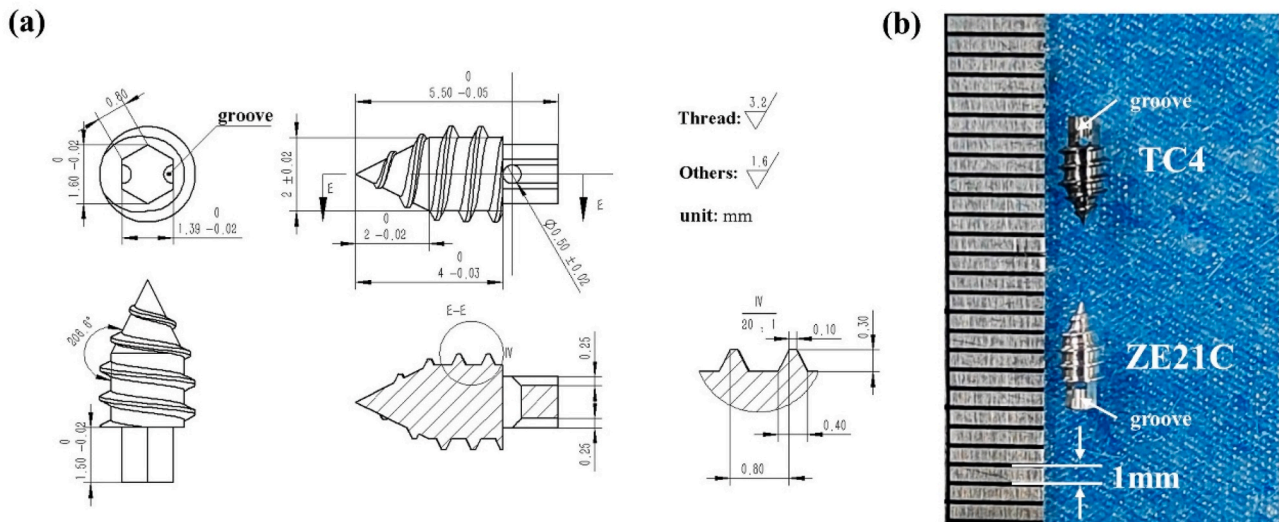 (a)
(b)
0.80
groove
0
1.60 -0.02
0
1.39 -0.02
0
5.50 -0.05
2 ±0.02
E
E
0
2 -0.02
0
4 -0.03
Ø0.50 ±0.02
Thread: 3.2
Others: 1.6
unit: mm
208.6°
0
1.50 -0.02
E-E
IV
0.25
0.25
IV
20 : 1
0.10
0.30
0.40
0.80
groove
TC4
ZE21C
groove
1mm